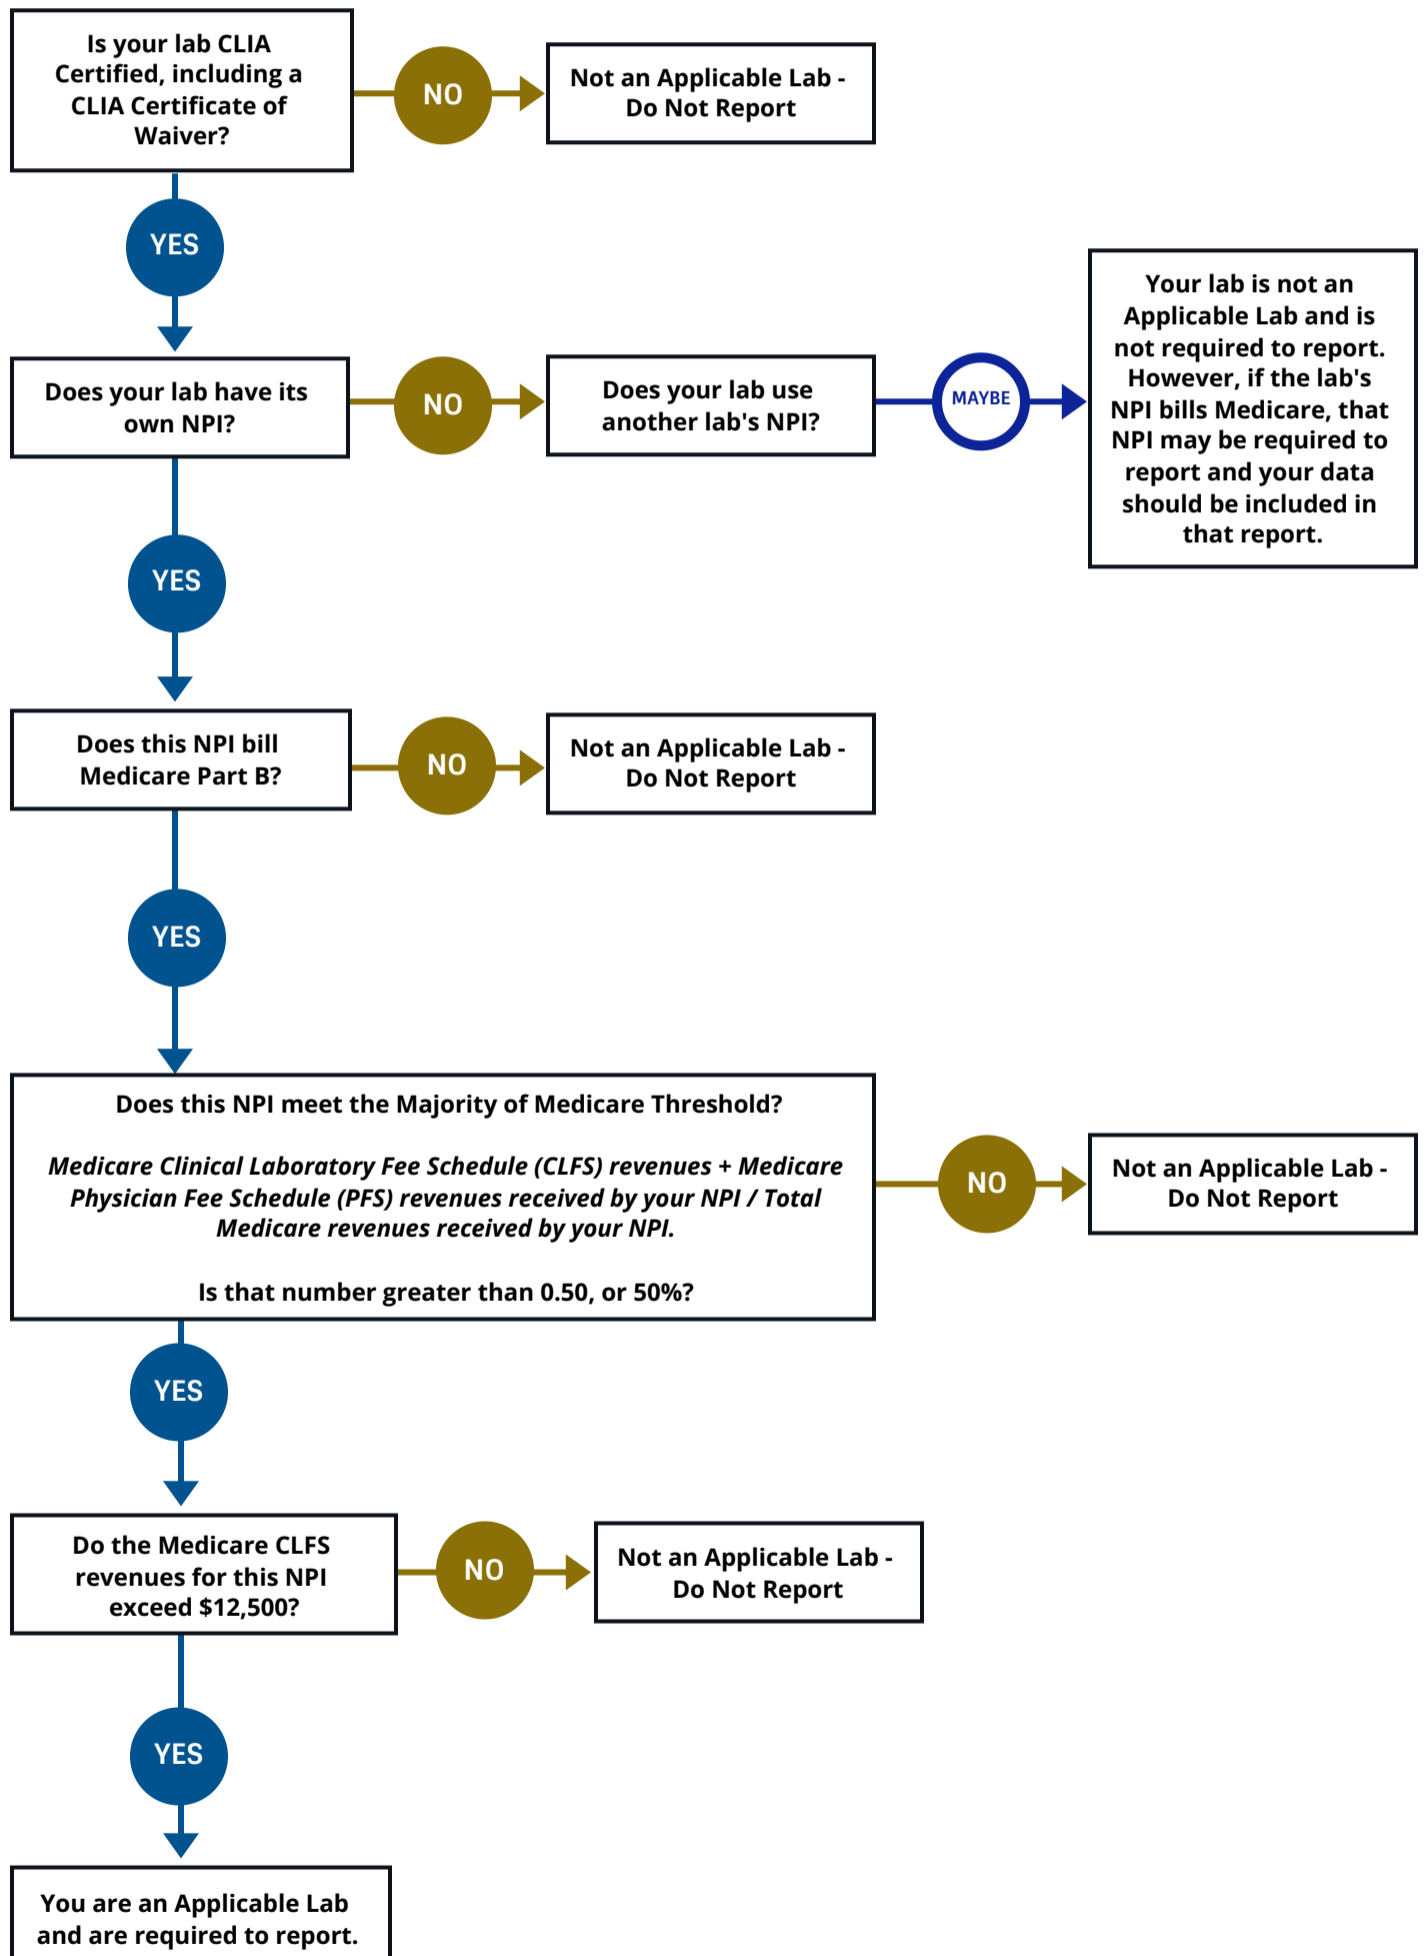 Is your lab CLIA
Certified, including a
CLIA Certificate of
Waiver?
NO
Not an Applicable Lab -
Do Not Report
YES
Does your lab have its
own NPI?
NO
Does your lab use
another lab's NPI?
MAYBE
Your lab is not an
Applicable Lab and is
not required to report.
However, if the lab's
NPI bills Medicare, that
NPI may be required to
report and your data
should be included in
that report.
YES
Does this NPI bill
Medicare Part B?
NO
Not an Applicable Lab -
Do Not Report
YES
Does this NPI meet the Majority of Medicare Threshold?
Medicare Clinical Laboratory Fee Schedule (CLFS) revenues + Medicare
Physician Fee Schedule (PFS) revenues received by your NPI / Total
Medicare revenues received by your NPI.
Is that number greater than 0.50, or 50%?
NO
Not an Applicable Lab -
Do Not Report
YES
Do the Medicare CLFS
revenues for this NPI
exceed $12,500?
NO
Not an Applicable Lab -
Do Not Report
YES
You are an Applicable Lab
and are required to report.